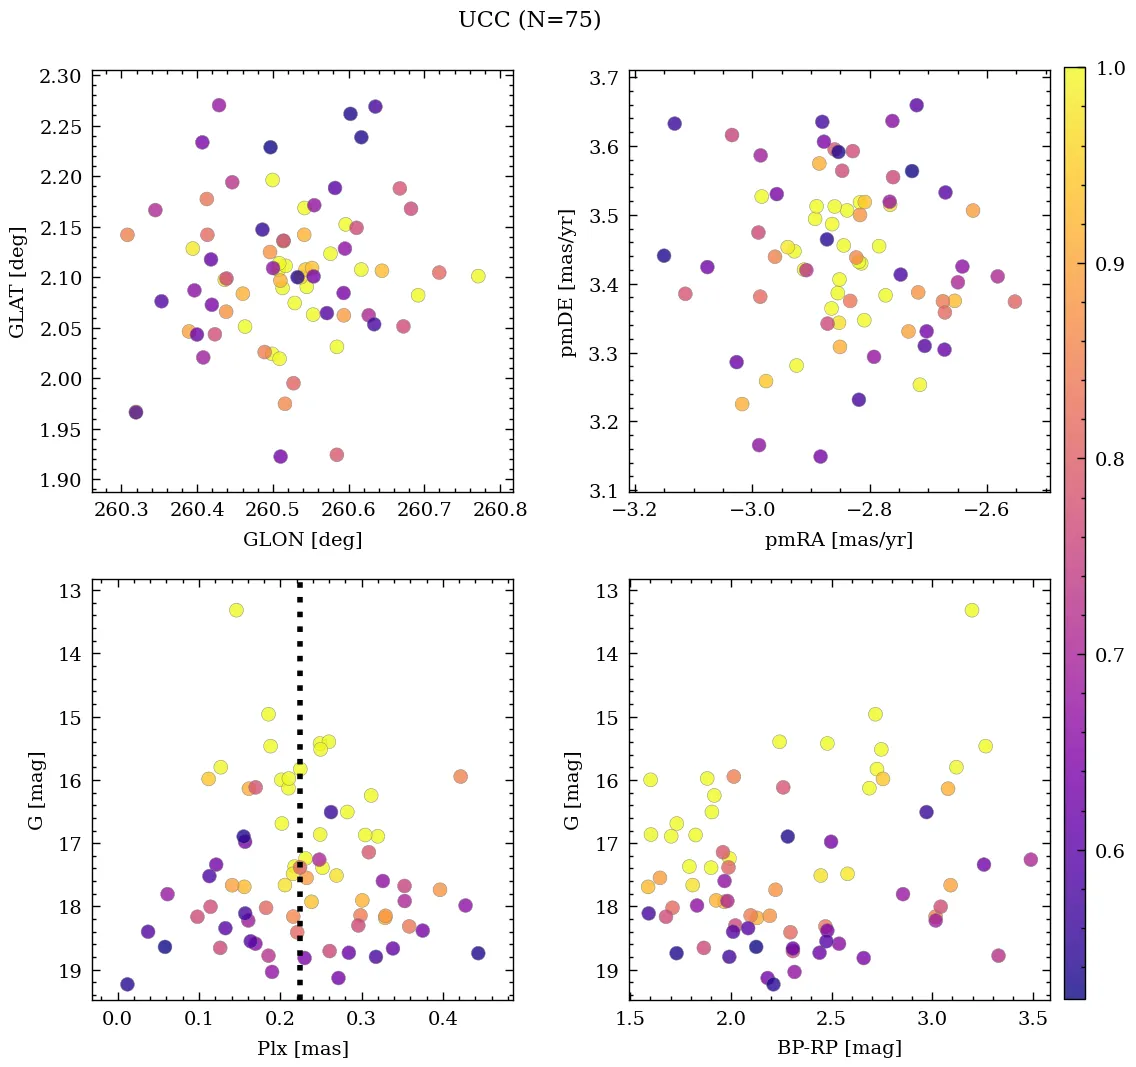 UCC (N=75)
2.30
2.25
2.20
2.15
2.10
2.05
2.00
1.95
1.90
GLAT [deg]
260.3 260.4 260.5 260.6 260.7 260.8
GLON [deg]
3.7
3.6
3.5
3.4
3.3
3.2
3.1
pmDE [mas/yr]
−3.2 −3.0 −2.8 −2.6
pmRA [mas/yr]
1.0
0.9
0.8
0.7
0.6
13
14
15
16
17
18
19
G [mag]
0.0 0.1 0.2 0.3 0.4
Plx [mas]
13
14
15
16
17
18
19
G [mag]
1.5 2.0 2.5 3.0 3.5
BP-RP [mag]